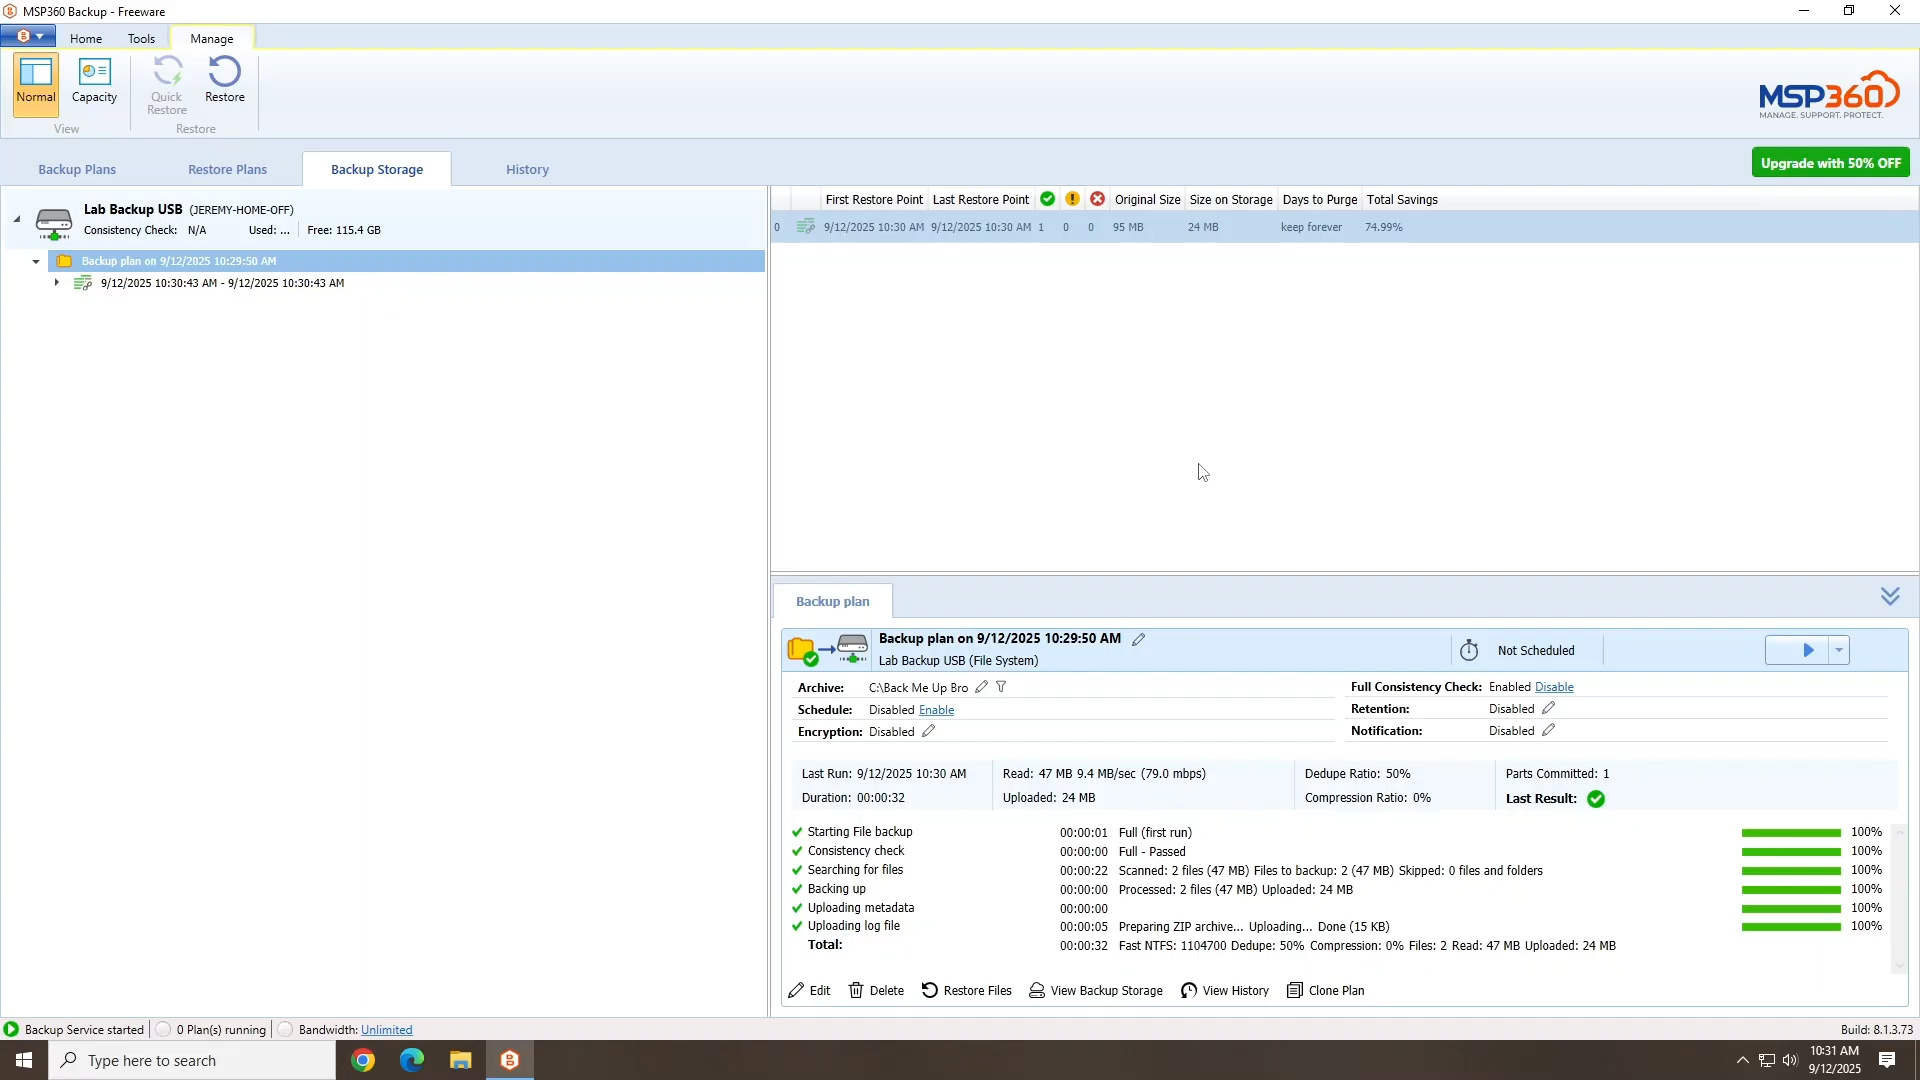 MSP360 Backup - Freeware
Home Tools Manage
Normal Capacity Quick Restore Restore
View Restore
MSP360
MANAGE. SUPPORT. PROTECT.
Backup Plans Restore Plans Backup Storage History
Upgrade with 50% OFF
Lab Backup USB (JEREMY-HOME-OFF)
Consistency Check: N/A Used: ... Free: 115.4 GB
Backup plan on 9/12/2025 10:29:50 AM
9/12/2025 10:30:43 AM - 9/12/2025 10:30:43 AM
First Restore Point Last Restore Point Original Size Size on Storage Days to Purge Total Savings
0 9/12/2025 10:30 AM 9/12/2025 10:30 AM 1 0 0 95 MB 24 MB keep forever 74.99%
Backup plan
Backup plan on 9/12/2025 10:29:50 AM
Lab Backup USB (File System)
Not Scheduled
Archive: C:\Back Me Up Bro
Schedule: Disabled Enable
Encryption: Disabled
Full Consistency Check: Enabled Disable
Retention: Disabled
Notification: Disabled
Last Run: 9/12/2025 10:30 AM Read: 47 MB 9.4 MB/sec (79.0 mbps) Dedupe Ratio: 50% Parts Committed: 1
Duration: 00:00:32 Uploaded: 24 MB Compression Ratio: 0% Last Result:
Starting File backup 00:00:01 Full (first run) 100%
Consistency check 00:00:00 Full - Passed 100%
Searching for files 00:00:22 Scanned: 2 files (47 MB) Files to backup: 2 (47 MB) Skipped: 0 files and folders 100%
Backing up 00:00:00 Processed: 2 files (47 MB) Uploaded: 24 MB 100%
Uploading metadata 00:00:00 100%
Uploading log file 00:00:05 Preparing ZIP archive... Uploading... Done (15 KB) 100%
Total: 00:00:32 Fast NTFS: 1104700 Dedupe: 50% Compression: 0% Files: 2 Read: 47 MB Uploaded: 24 MB
Edit Delete Restore Files View Backup Storage View History Clone Plan
Backup Service started 0 Plan(s) running Bandwidth: Unlimited Build: 8.1.3.73
Type here to search
10:31 AM
9/12/2025